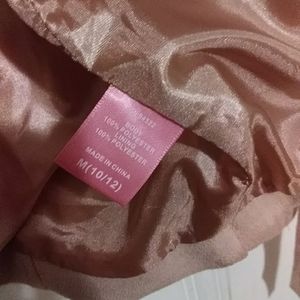 BODY
100% POLYESTER
LINING
100% POLYESTER
MADE IN CHINA
M(10/12)